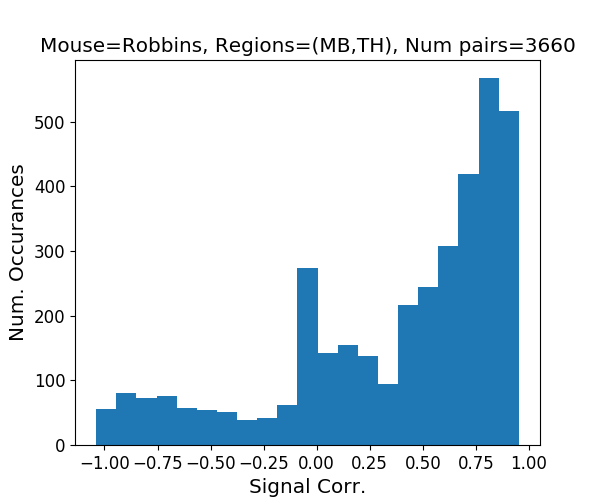 Mouse=Robbins, Regions=(MB,TH), Num pairs=3660
Num. Occurances
500
400
300
200
100
0
−1.00 −0.75 −0.50 −0.25 0.00 0.25 0.50 0.75 1.00
Signal Corr.